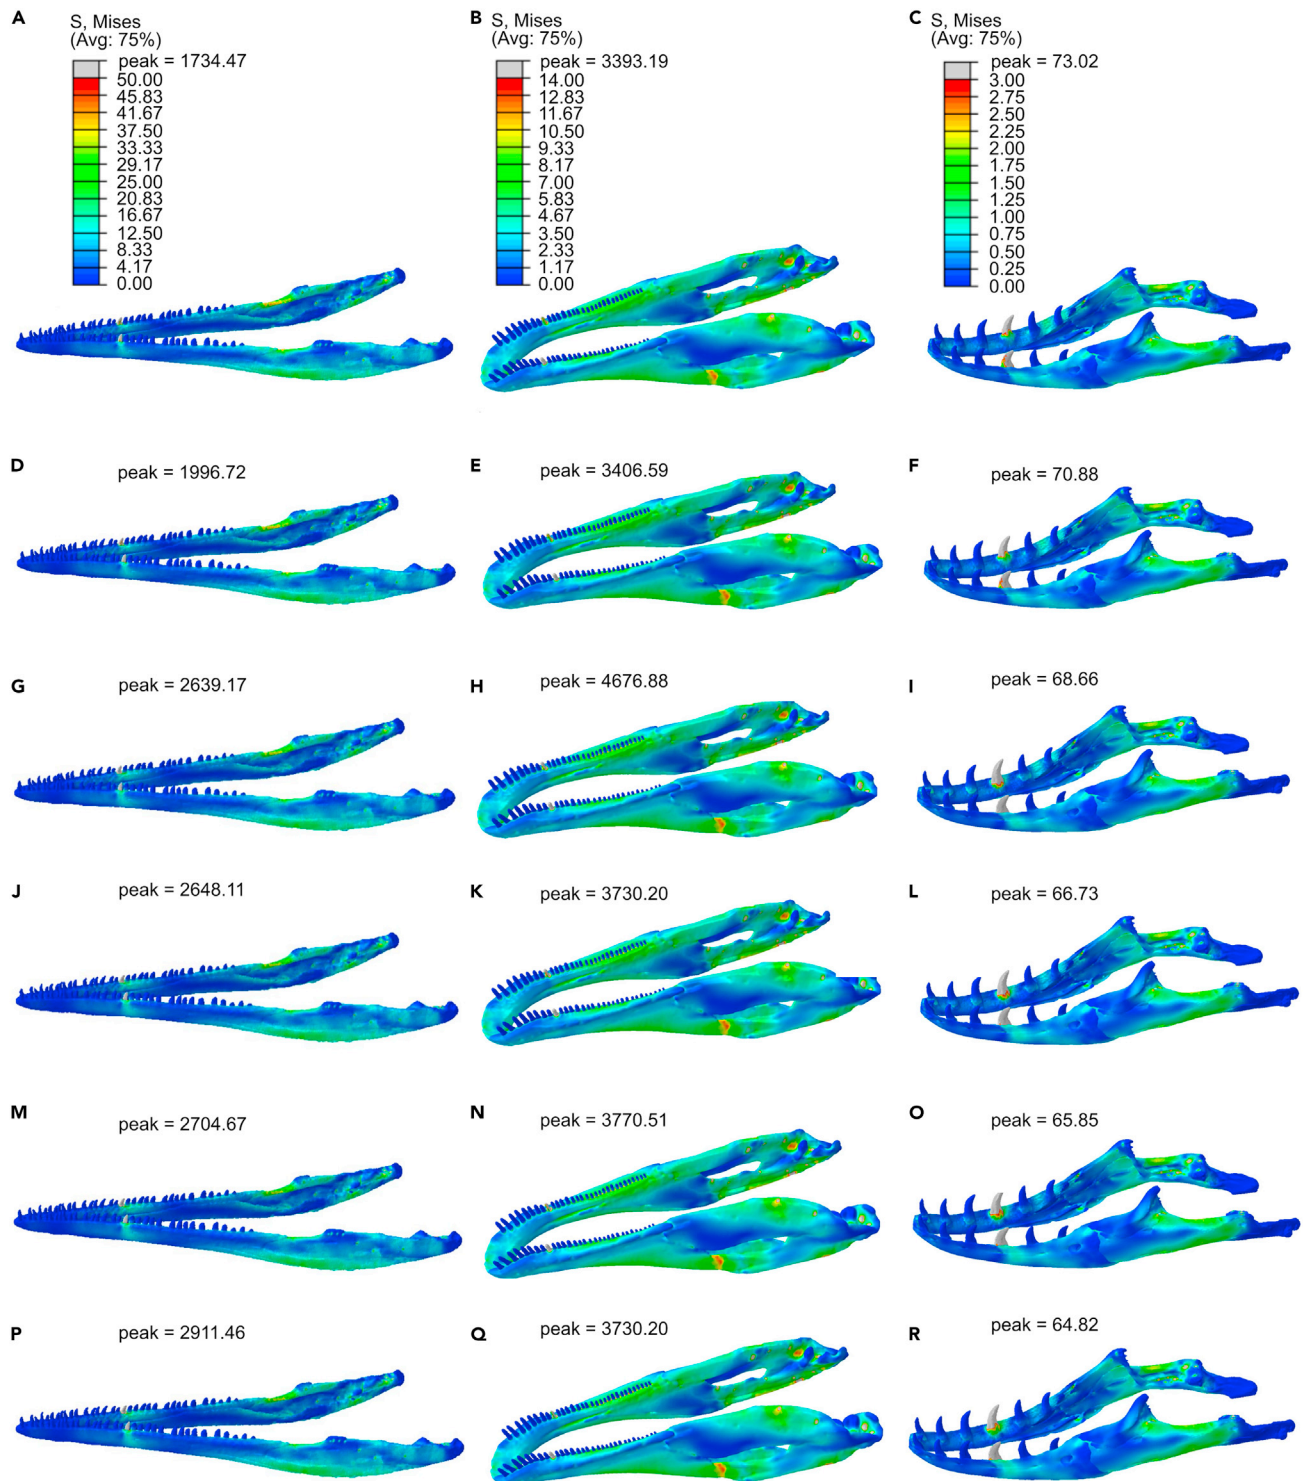 A
S, Mises
(Avg: 75%)
peak = 1734.47
50.00
45.83
41.67
37.50
33.33
29.17
25.00
20.83
16.67
12.50
8.33
4.17
0.00
B
S, Mises
(Avg: 75%)
peak = 3393.19
14.00
12.83
11.67
10.50
9.33
8.17
7.00
5.83
4.67
3.50
2.33
1.17
0.00
C
S, Mises
(Avg: 75%)
peak = 73.02
3.00
2.75
2.50
2.25
2.00
1.75
1.50
1.25
1.00
0.75
0.50
0.25
0.00
D
peak = 1996.72
E
peak = 3406.59
F
peak = 70.88
G
peak = 2639.17
H
peak = 4676.88
I
peak = 68.66
J
peak = 2648.11
K
peak = 3730.20
L
peak = 66.73
M
peak = 2704.67
N
peak = 3770.51
O
peak = 65.85
P
peak = 2911.46
Q
peak = 3730.20
R
peak = 64.82